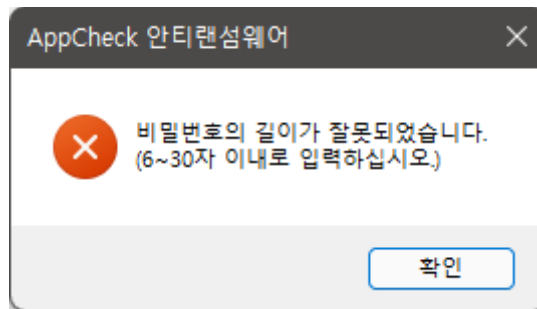 AppCheck 안티랜섬웨어
비밀번호의 길이가 잘못되었습니다.
(6~30자 이내로 입력하십시오.)
확인